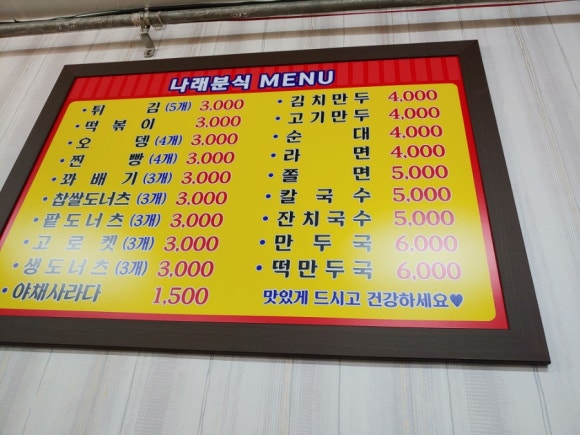 나래분식 MENU
• 튀 김 (5개) 3,000
• 떡 볶 이 3,000
• 오 뎅 (4개) 3,000
• 찐 빵 (4개) 3,000
• 꽈 배 기 (3개) 3,000
• 찹쌀도너츠 (3개) 3,000
• 팥 도 너 츠 (3개) 3,000
• 고 로 켓 (3개) 3,000
• 생 도 너 츠 (3개) 3,000
• 야채사라다 1,500
• 김 치 만 두 4,000
• 고 기 만 두 4,000
• 순 대 4,000
• 라 면 4,000
• 쫄 면 5,000
• 칼 국 수 5,000
• 잔 치 국 수 5,000
• 만 두 국 6,000
• 떡 만 두 국 6,000
맛있게 드시고 건강하세요♥